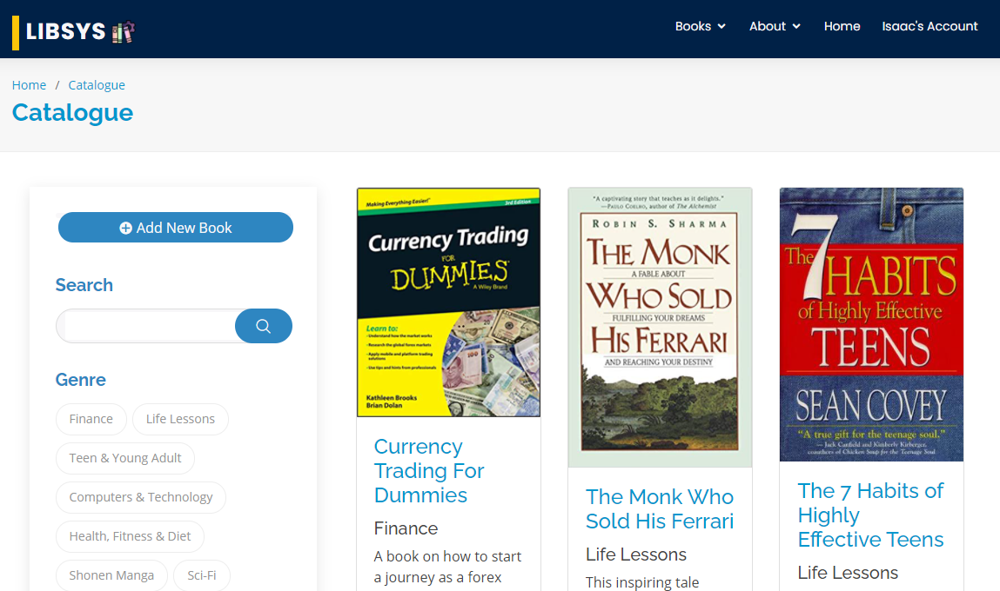 LIBSYS
Books
About
Home
Isaac's Account
Home / Catalogue
Catalogue
Add New Book
Search
Genre
Finance
Life Lessons
Teen & Young Adult
Computers & Technology
Health, Fitness & Diet
Shonen Manga
Sci-Fi
Making Everything Easier!™
3rd Edition
Currency Trading
FOR
DUMMIES
A Wiley Brand
Learn to:
- Understand how the market works
- Research the global forex markets
- Apply mobile and platform trading
solutions
- Use tips and hints from professionals
Kathleen Brooks
Brian Dolan
Currency
Trading For
Dummies
Finance
A book on how to start
a journey as a forex
"A captivating story that teaches as it delights."
—PAULO COELHO, author of The Alchemist
ROBIN S. SHARMA
THE MONK
A FABLE ABOUT
WHO SOLD
FULFILLING YOUR DREAMS
HIS FERRARI
AND REACHING YOUR DESTINY
The Monk Who
Sold His Ferrari
Life Lessons
This inspiring tale
The 7 HABITS
of Highly Effective
TEENS
SEAN COVEY
"A true gift for the teenage soul."
— Jack Canfield and Kimberly Kirberger,
coauthors of Chicken Soup for the Teenage Soul
The 7 Habits of
Highly
Effective Teens
Life Lessons